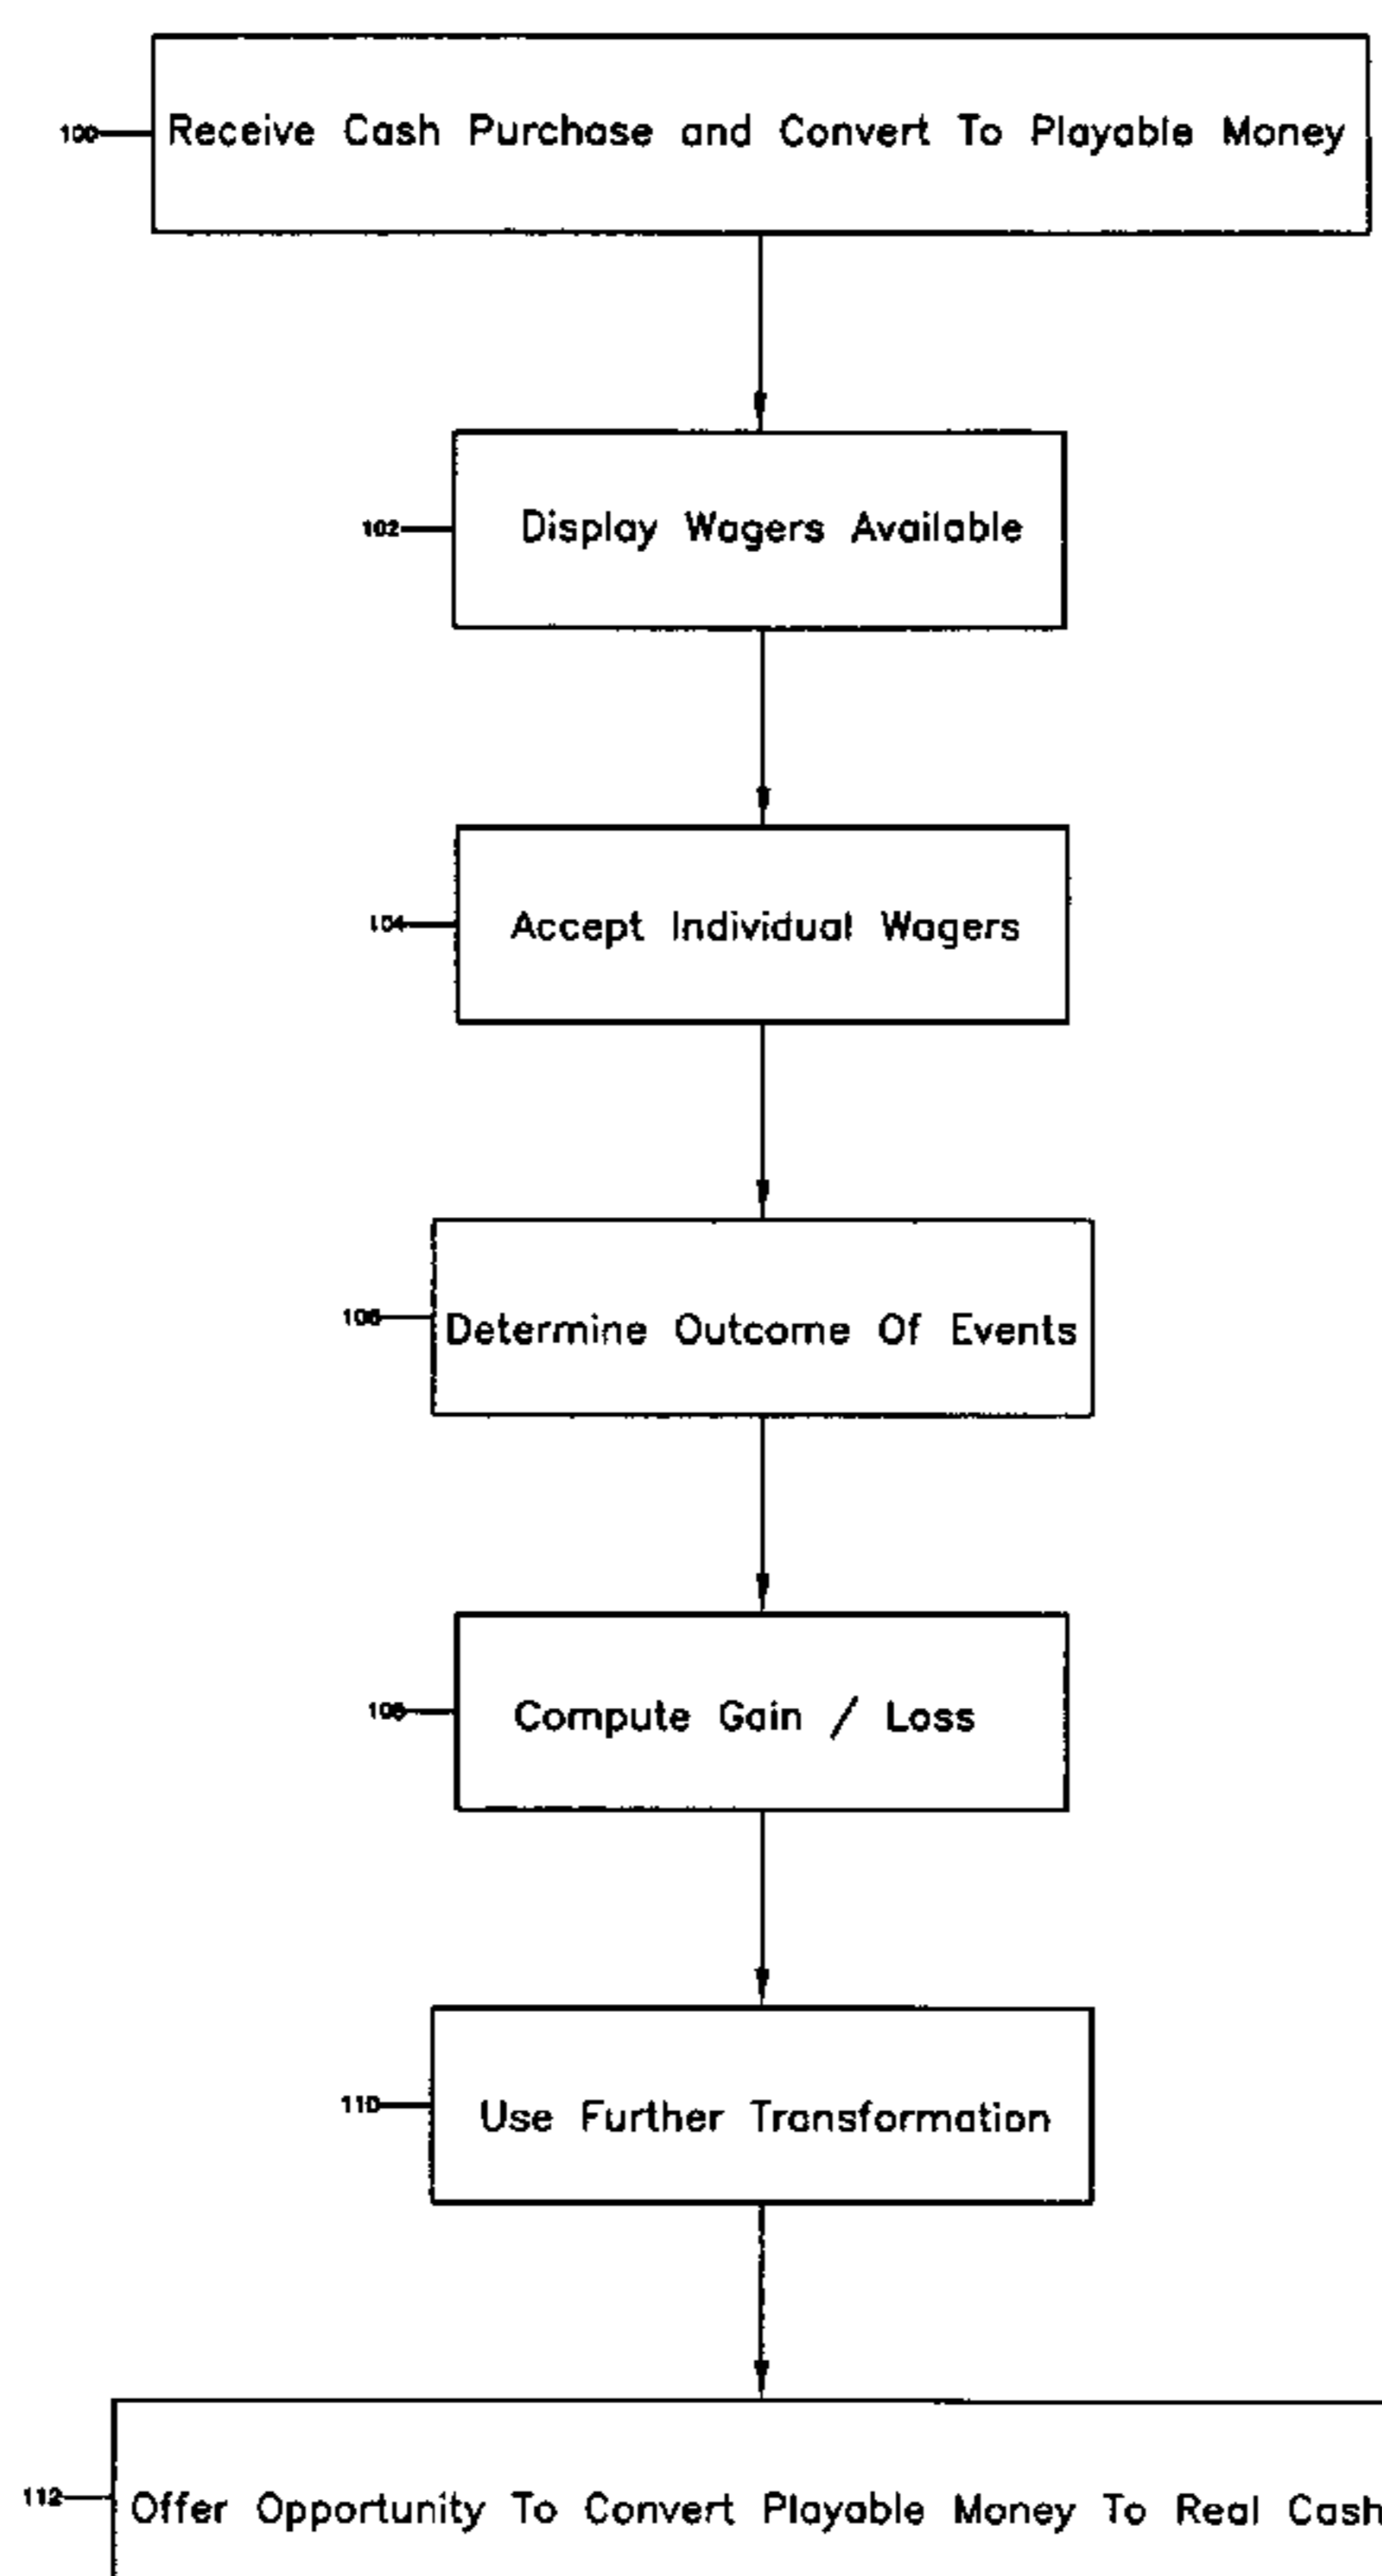 100 Receive Cash Purchase and Convert To Playable Money
102 Display Wagers Available
104 Accept Individual Wagers
106 Determine Outcome Of Events
108 Compute Gain / Loss
110 Use Further Transformation
112 Offer Opportunity To Convert Playable Money To Real Cash